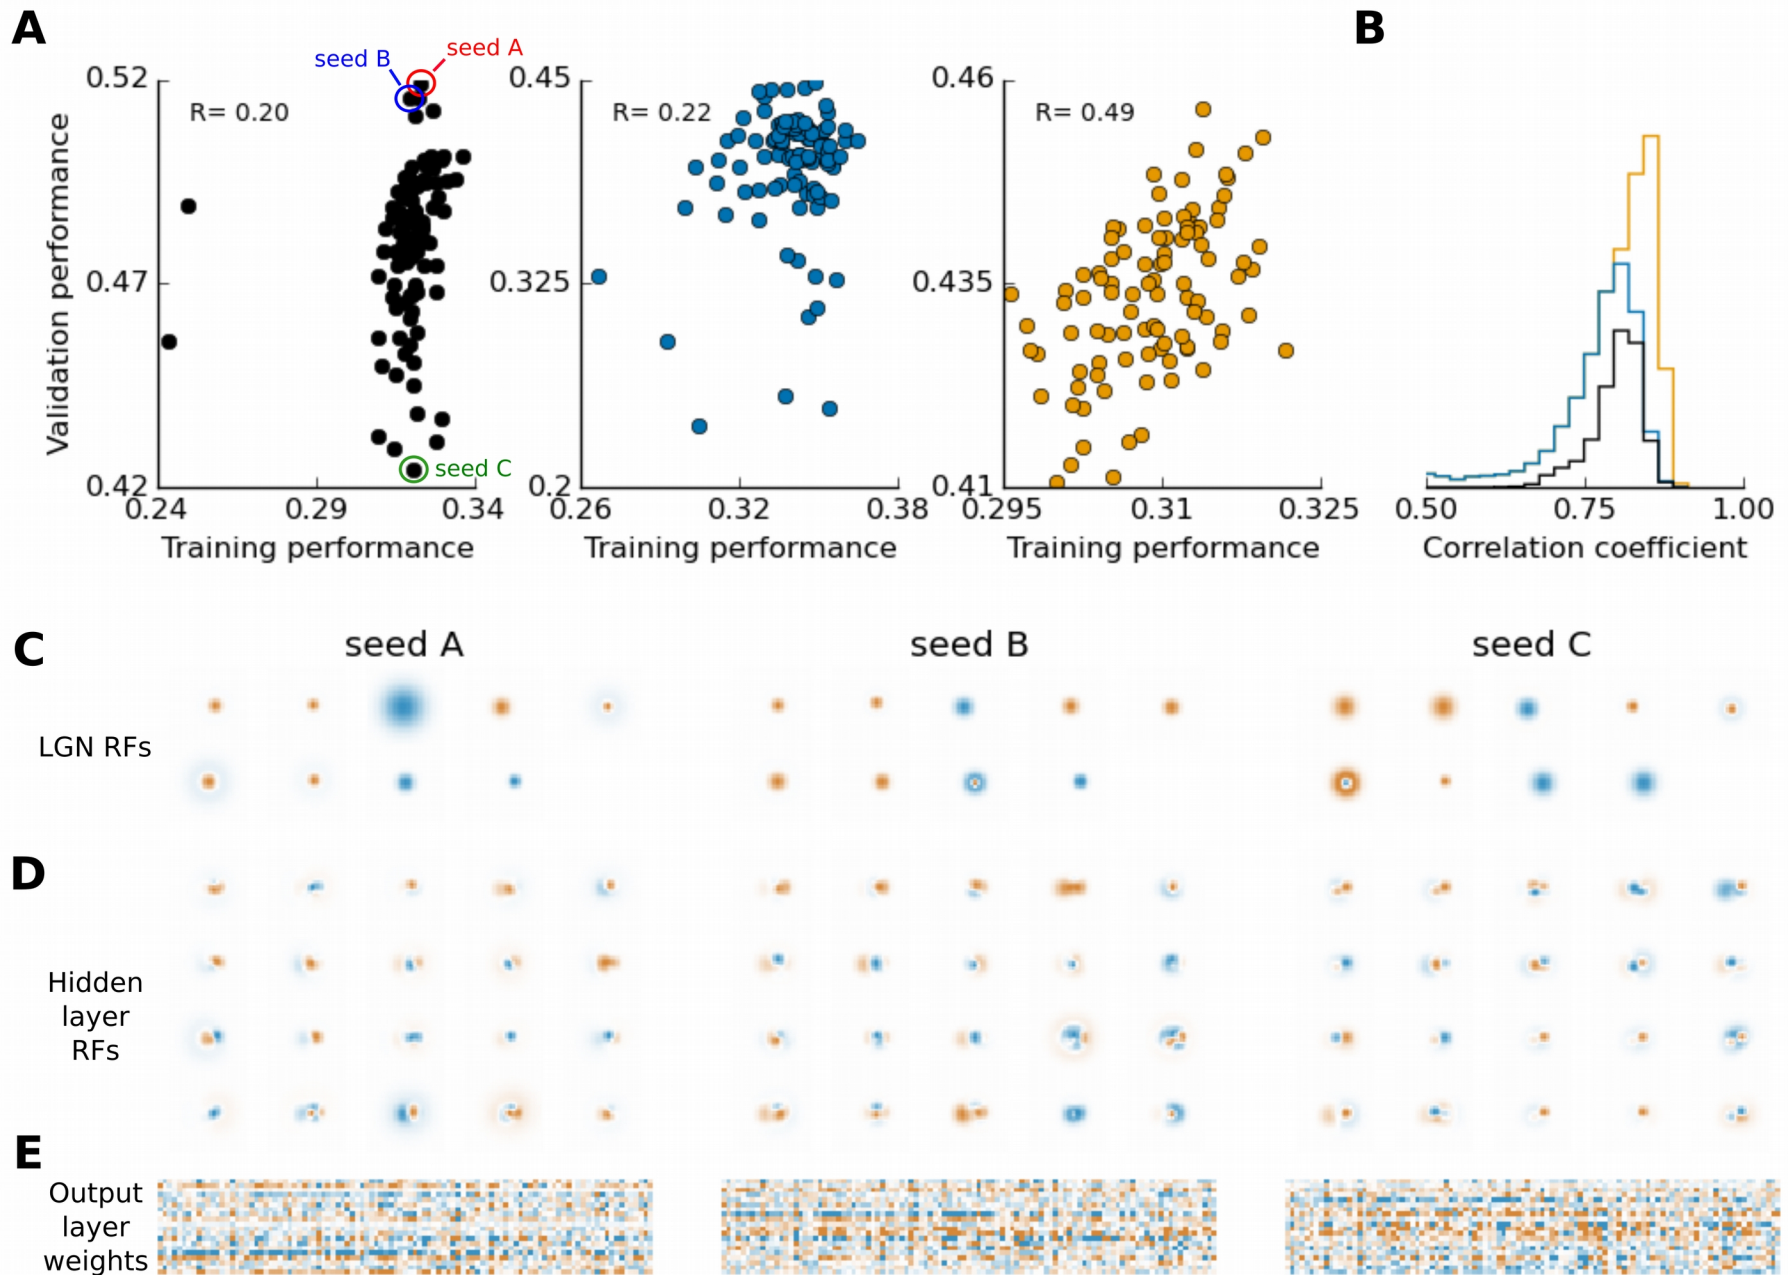 A
B
seed B
seed A
0.52
0.45
0.46
R= 0.20
R= 0.22
R= 0.49
Validation performance
0.47
0.325
0.435
seed C
0.42
0.2
0.41
0.24
0.29
0.34
0.26
0.32
0.38
0.295
0.31
0.325
0.50
0.75
1.00
Training performance
Training performance
Training performance
Correlation coefficient
C
seed A
seed B
seed C
LGN RFs
D
Hidden
layer
RFs
E
Output
layer
weights